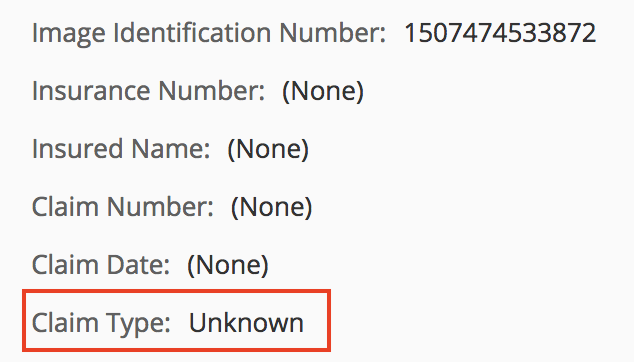 Image Identification Number: 1507474533872
Insurance Number: (None)
Insured Name: (None)
Claim Number: (None)
Claim Date: (None)
Claim Type: Unknown